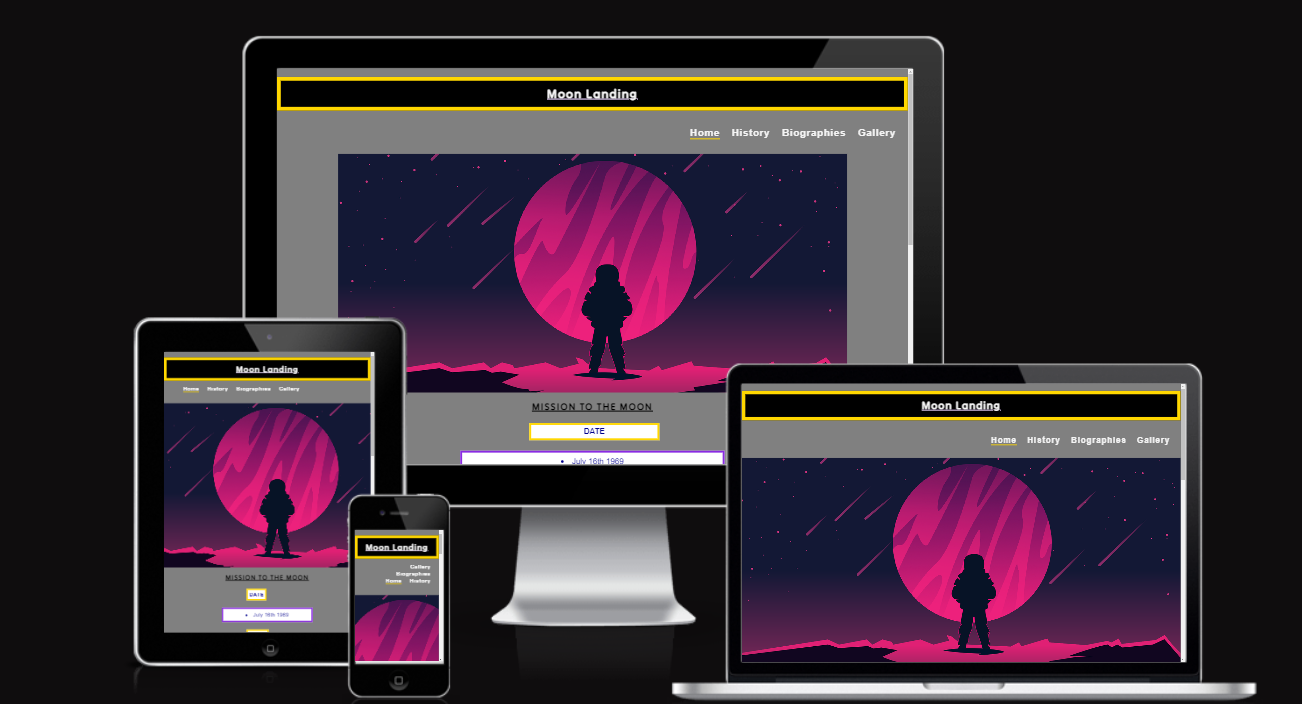 Moon Landing
Home History Biographies Gallery
MISSION TO THE MOON
DATE
• July 16th 1969
Moon Landing
Home History Biographies Gallery
MISSION TO THE MOON
DATE
• July 16th 1969
Moon Landing
Gallery
Biographies
Home History
Moon Landing
Home History Biographies Gallery